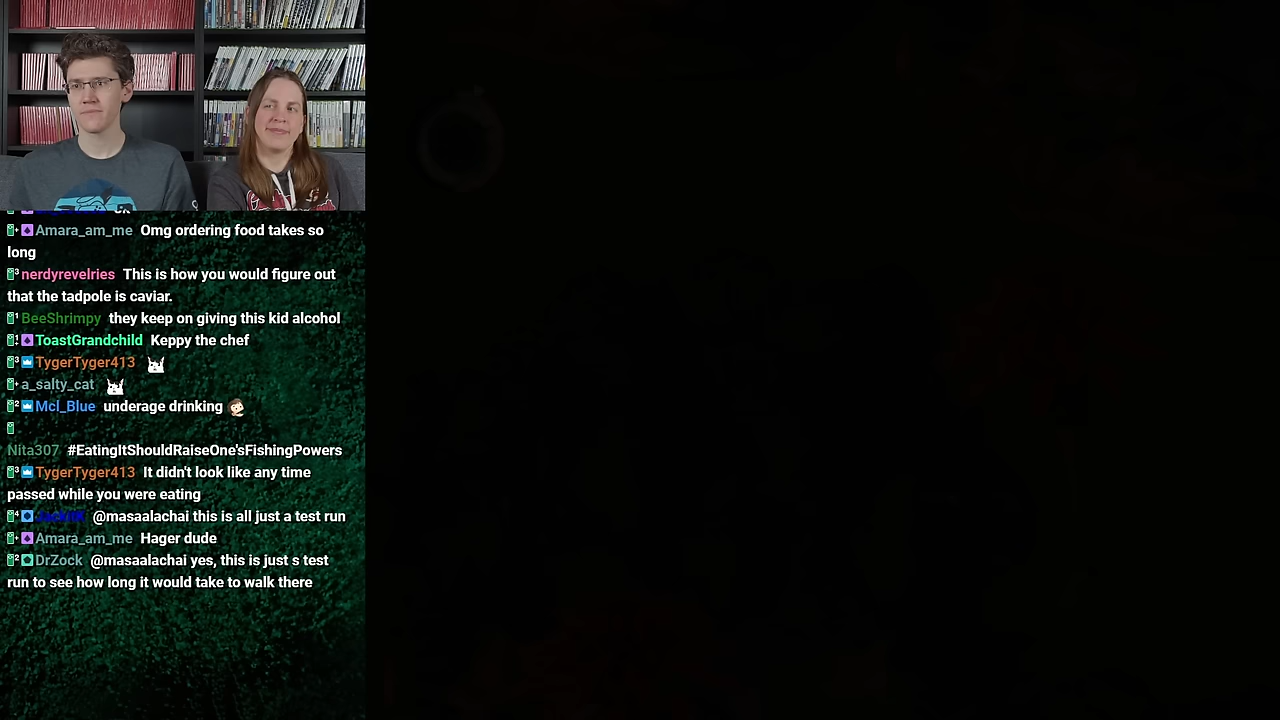 Amara_am_me Omg ordering food takes so
long
nerdyrevelries This is how you would figure out
that the tadpole is caviar.
BeeShrimpy they keep on giving this kid alcohol
ToastGrandchild Keppy the chef
TygerTyger413
a_salty_cat
Mcl_Blue underage drinking
Nita307 #EatingItShouldRaiseOne'sFishingPowers
TygerTyger413 It didn't look like any time
passed while you were eating
@masaalachai this is all just a test run
Amara_am_me Hager dude
DrZock @masaalachai yes, this is just s test
run to see how long it would take to walk there